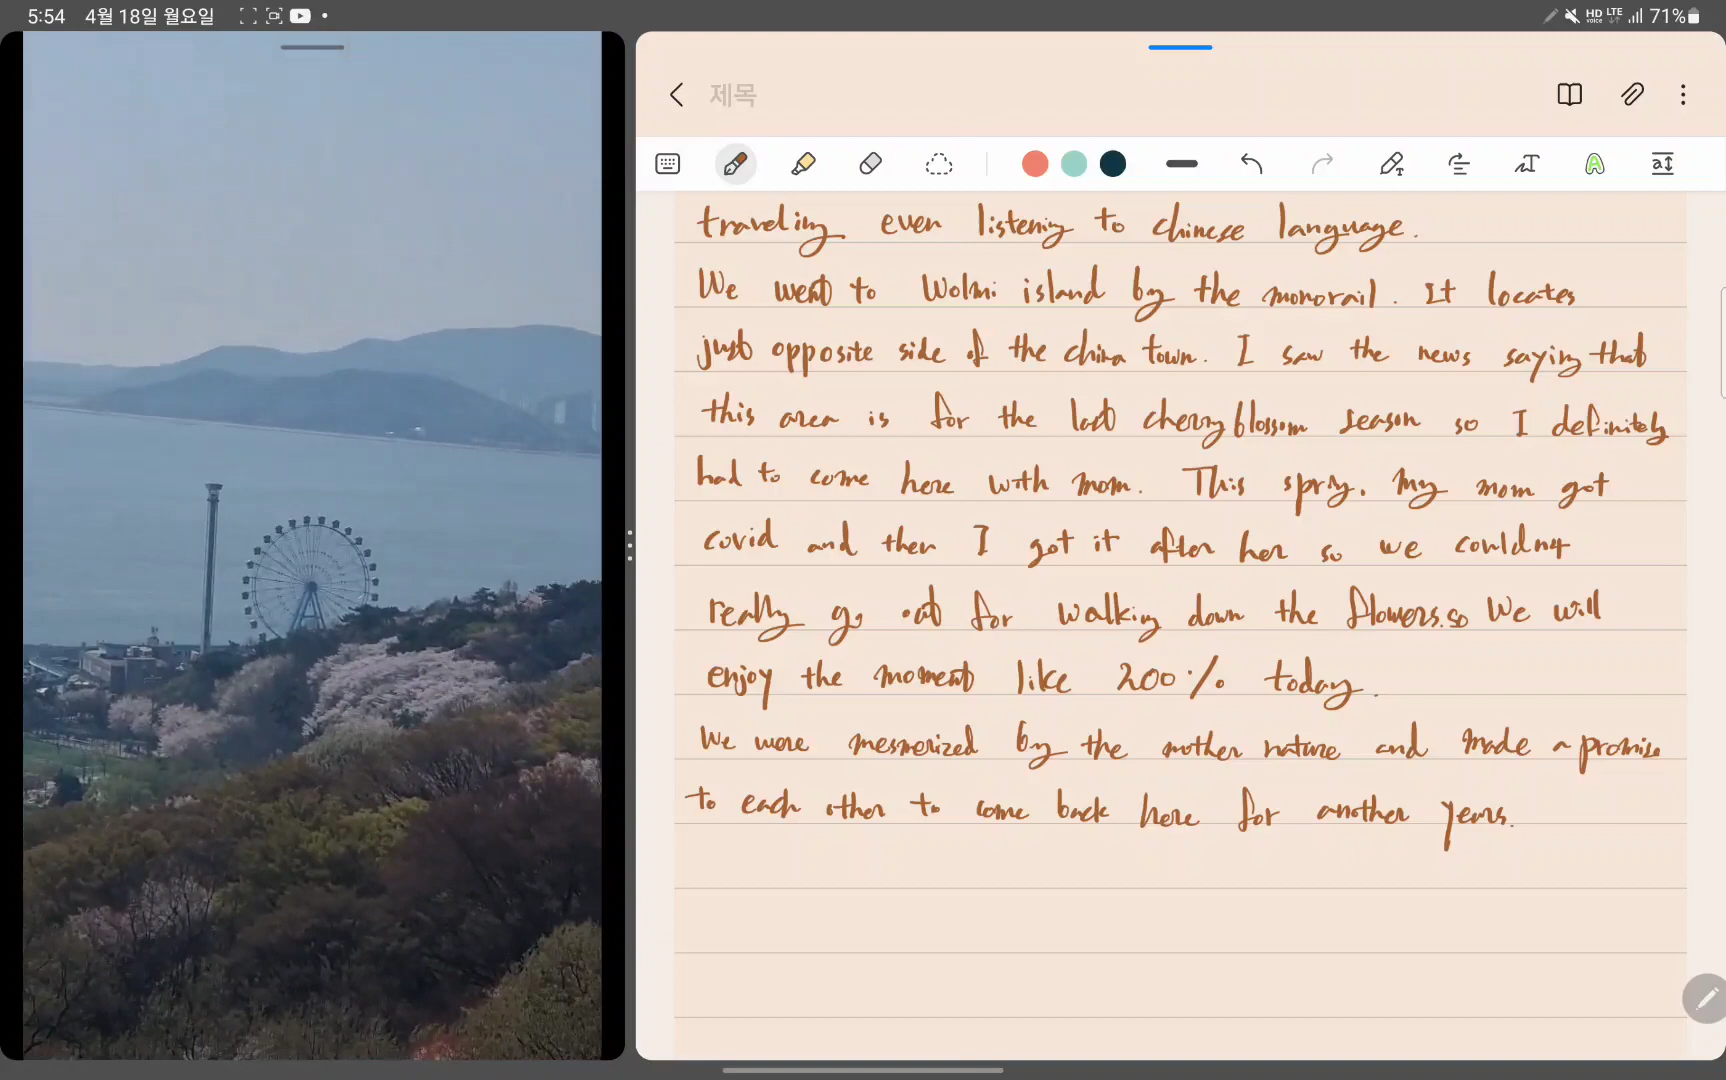 5:54 4월 18일 월요일
HD voice LTE 71%
제목
traveling even listening to chinese language.
We went to Wolmi island by the monorail. It locates
just opposite side of the china town. I saw the news saying that
this area is for the last cherry blossom season so I definitely
had to come here with mom. This spring. My mom got
covid and then I got it after her so we couldn't
really go out for walking down the flowers. so We will
enjoy the moment like 200% today.
We were mesmerized by the mother nature and made a promise
to each other to come back here for another years.